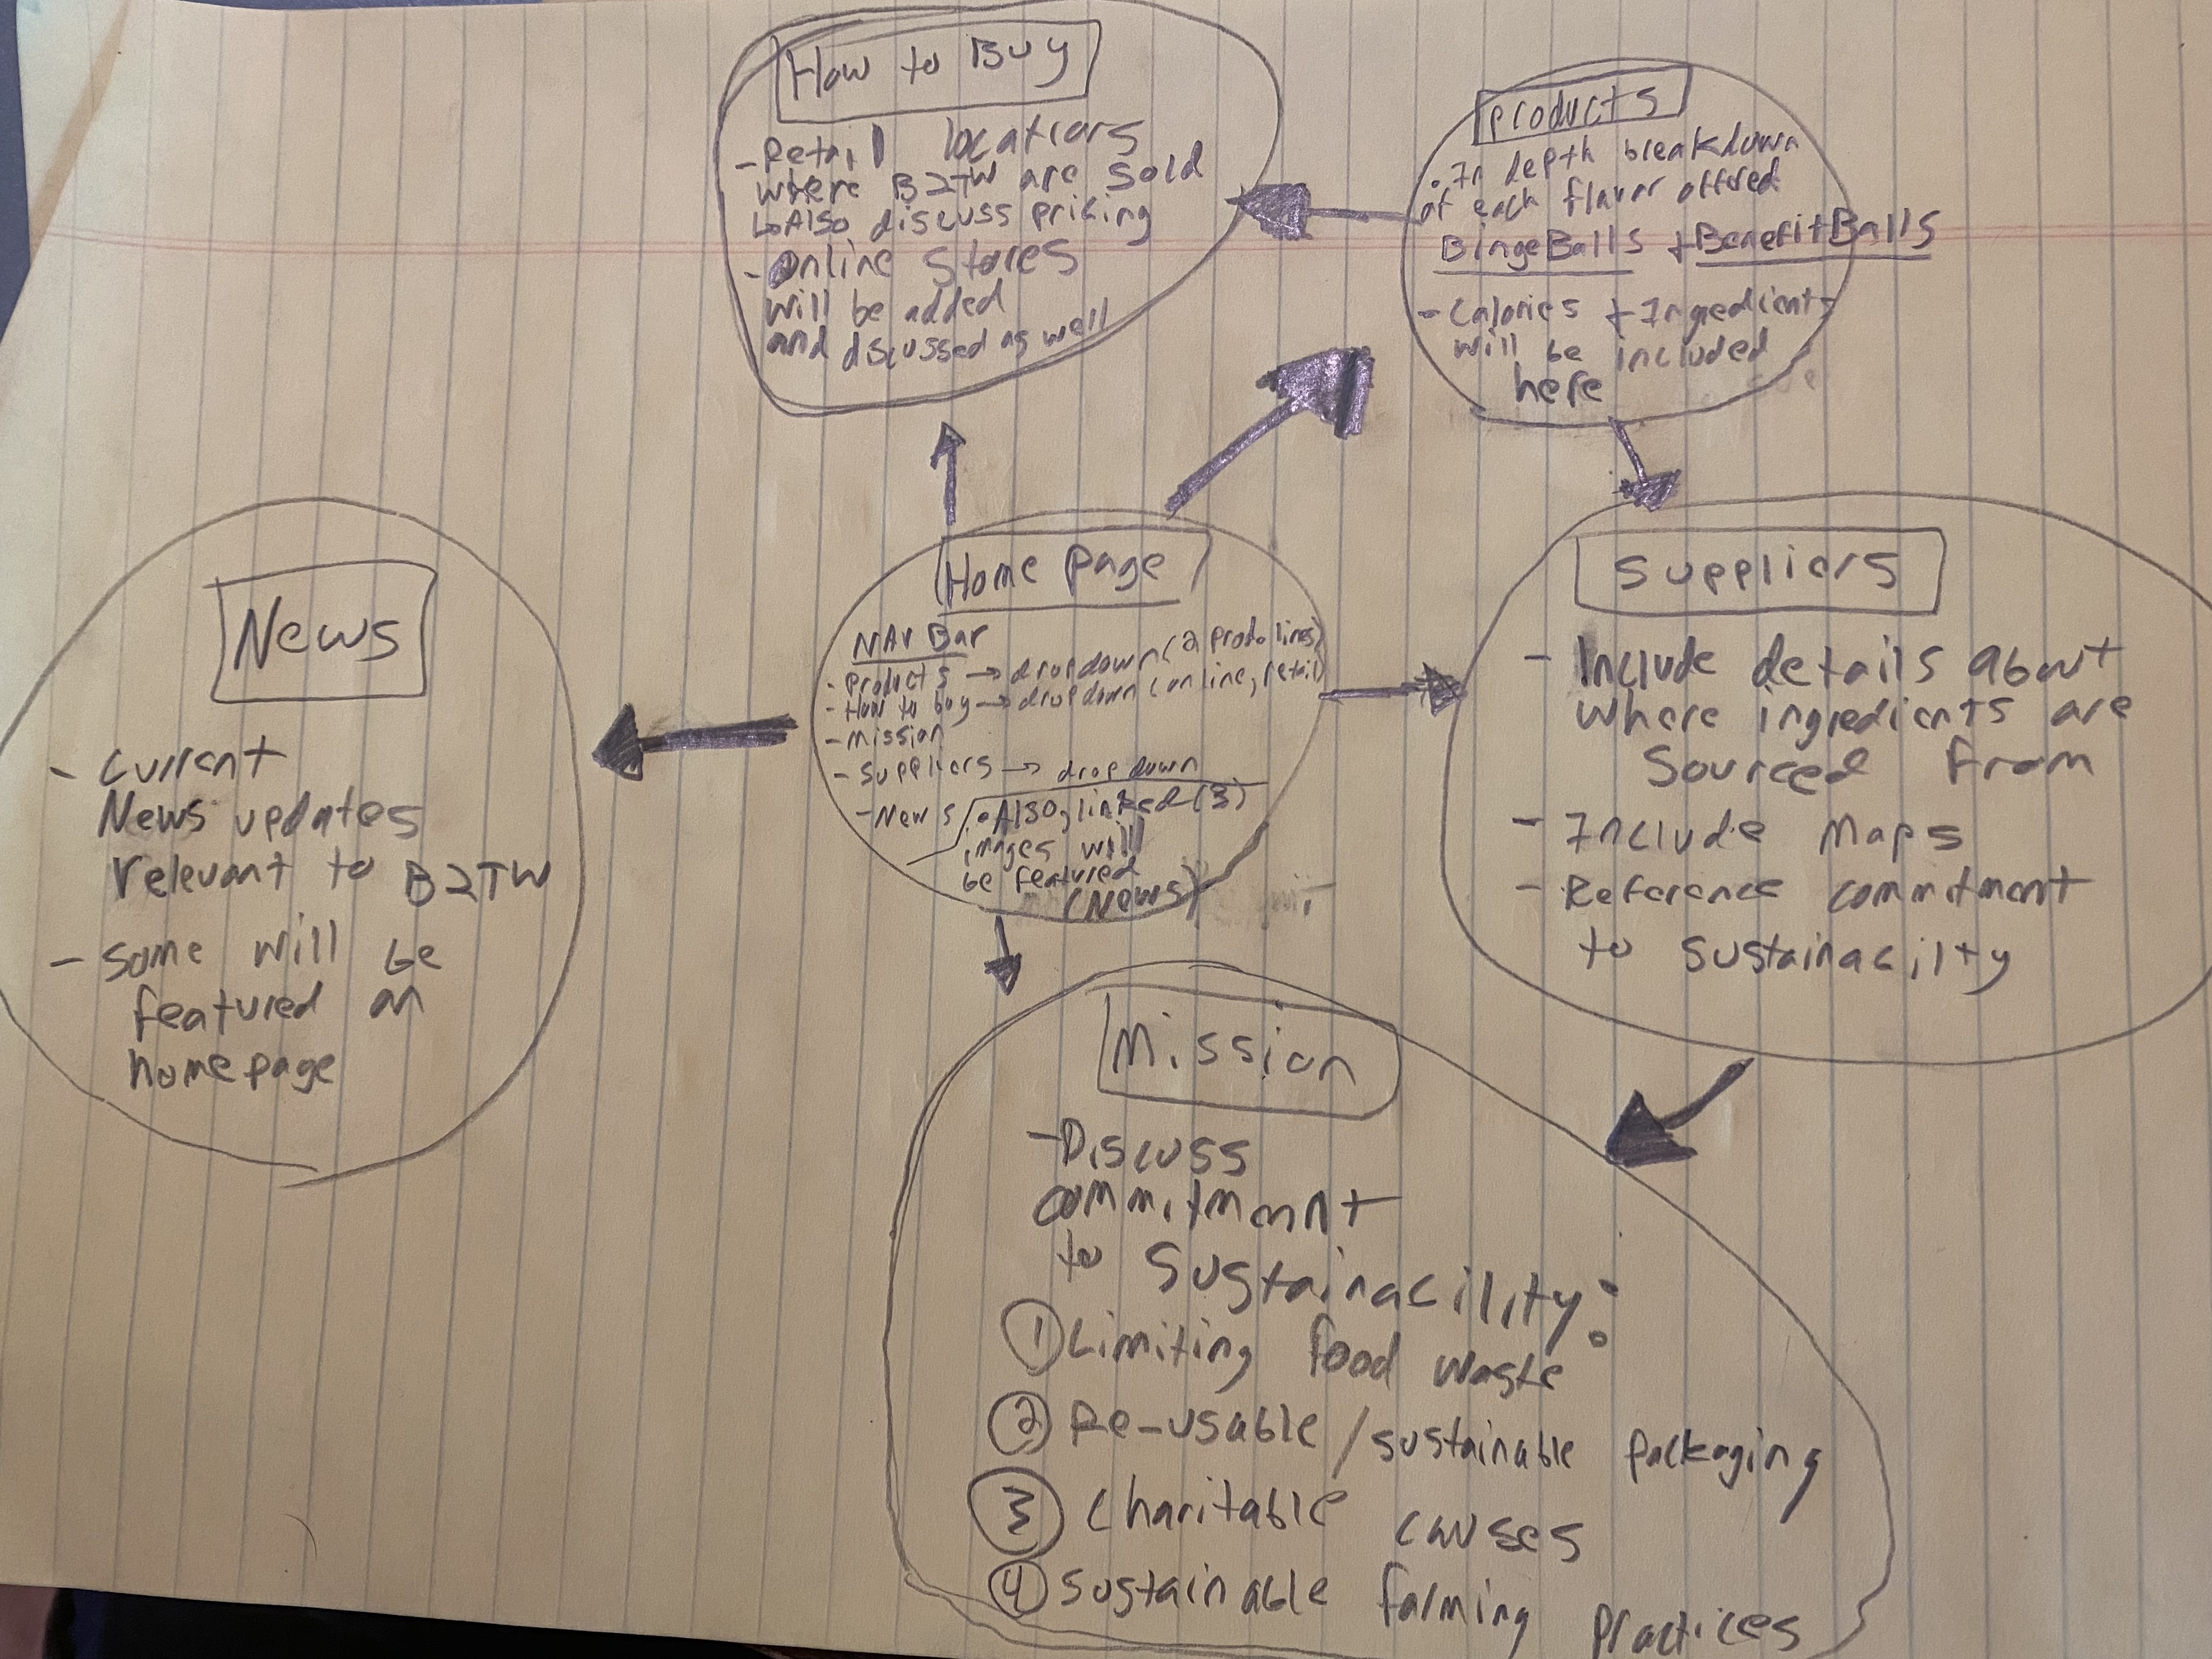 How to Buy
- Retail locations
where B2TW are sold
↳ Also discuss pricing
- Online stores
will be added
and discussed as well
products
• In depth breakdown
of each flavor offered
BingeBalls + BenefitBalls
- Calories + Ingredients
will be included
here
News
- Current
News updates
relevant to B2TW
- Some will be
featured on
homepage
Home Page
NAV Bar
- Products → dropdown (2 prod. lines)
- How to buy → dropdown (online, retail)
- Mission
- Suppliers → drop down
- News
• Also, linked (3)
images will
be featured
(News)
Suppliers
- Include details about
where ingredients are
sourced from
- Include Maps
- Reference commitment
to sustainacility
Mission
- Discuss
commitment
to sustainacility:
① Limiting food waste
② Re-usable / sustainable packaging
③ charitable causes
④ sustainable farming practices